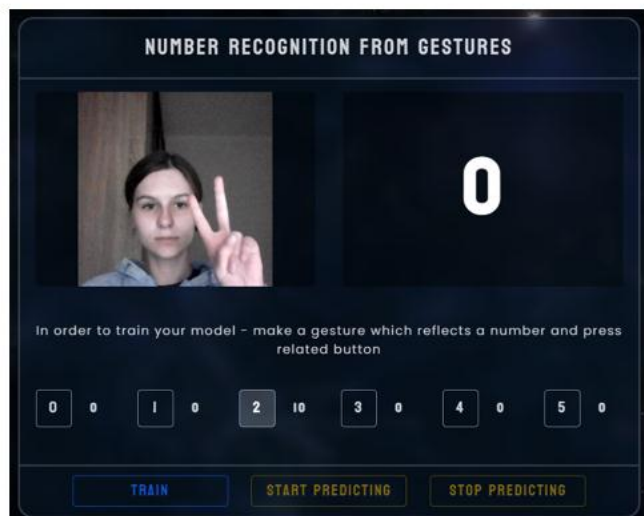 NUMBER RECOGNITION FROM GESTURES
0
In order to train your model - make a gesture which reflects a number and press
related button
0 0 1 0 2 10 3 0 4 0 5 0
TRAIN START PREDICTING STOP PREDICTING